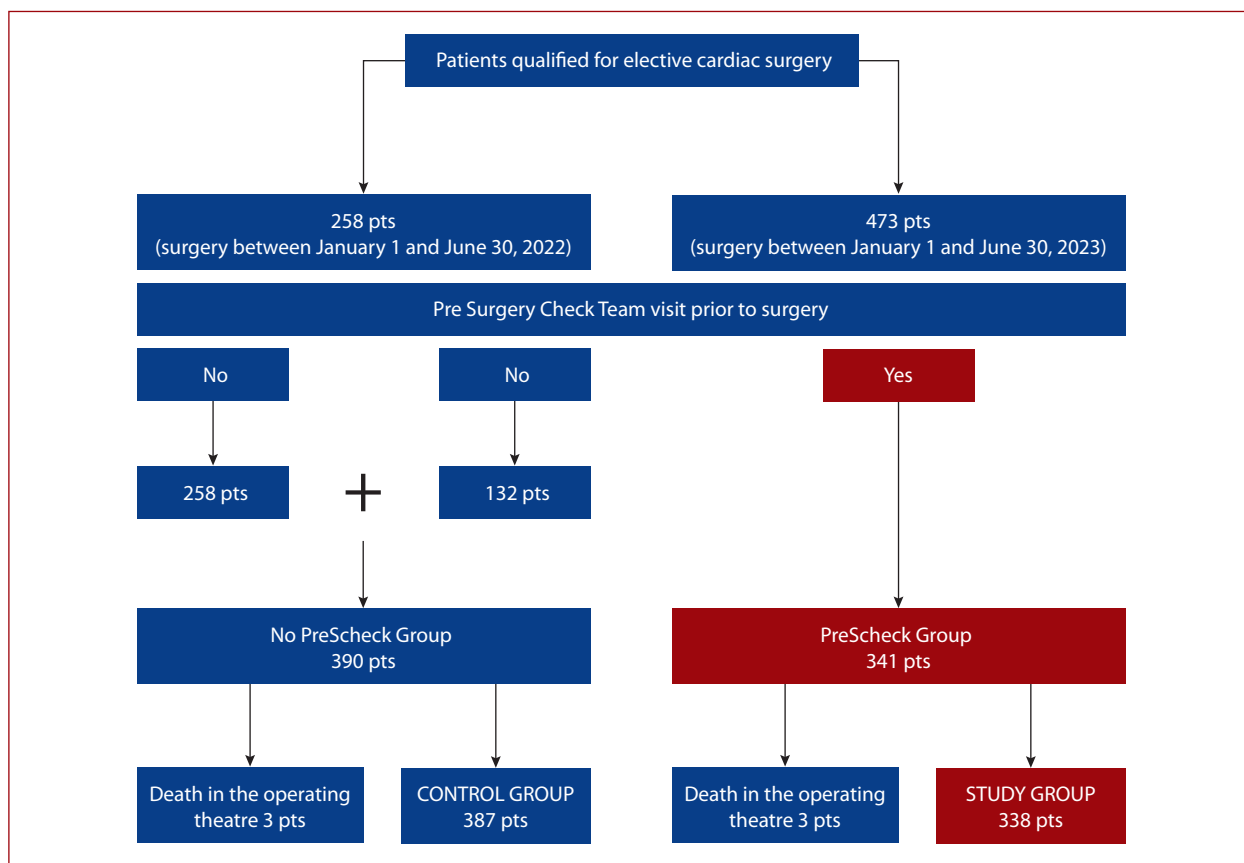 Patients qualified for elective cardiac surgery
258 pts
(surgery between January 1 and June 30, 2022)
473 pts
(surgery between January 1 and June 30, 2023)
Pre Surgery Check Team visit prior to surgery
No
No
Yes
258 pts
+
132 pts
No PreScheck Group
390 pts
PreScheck Group
341 pts
Death in the operating
theatre 3 pts
CONTROL GROUP
387 pts
Death in the operating
theatre 3 pts
STUDY GROUP
338 pts